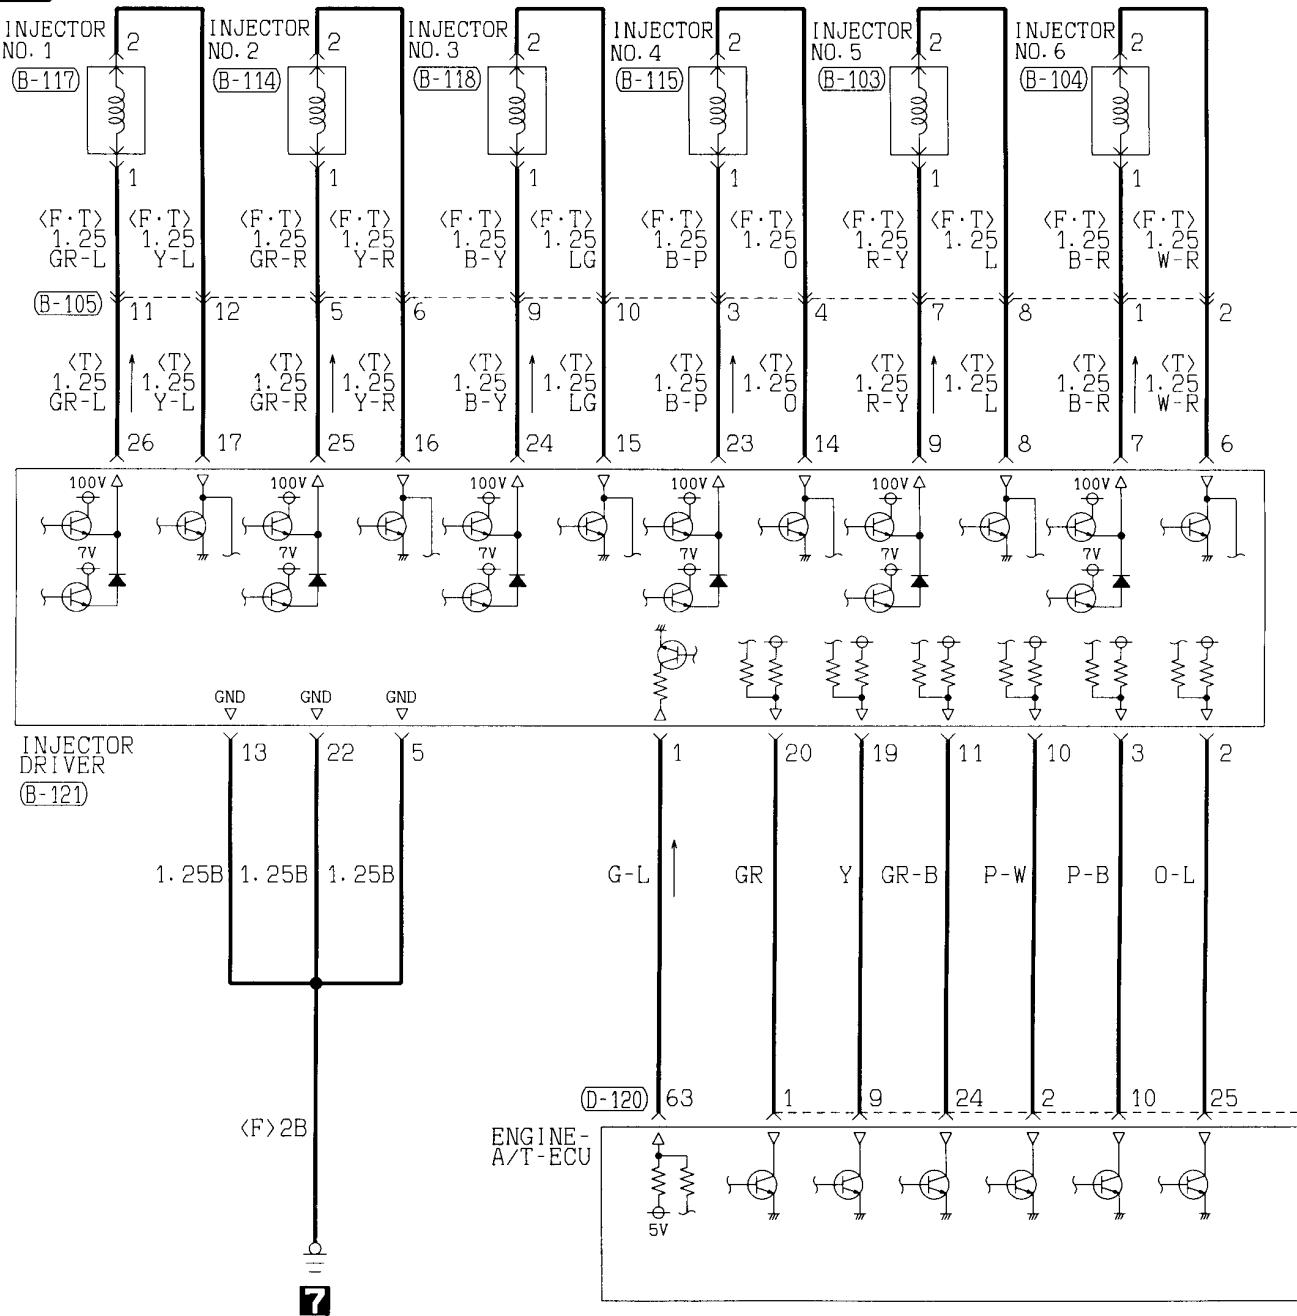 INJECTOR NO.1 2 INJECTOR NO.2 2 INJECTOR NO.3 2 INJECTOR NO.4 2 INJECTOR NO.5 2 INJECTOR NO.6 2
B-117 B-114 B-118 B-115 B-103 B-104
1 1 1 1 1 1
<F·T> <F·T> <F·T> <F·T> <F·T> <F·T> <F·T> <F·T> <F·T> <F·T> <F·T> <F·T>
1.25 1.25 1.25 1.25 1.25 1.25 1.25 1.25 1.25 1.25 1.25 1.25
GR-L Y-L GR-R Y-R B-Y LG B-P O R-Y L B-R W-R
B-105 11 12 5 6 9 10 3 4 7 8 1 2
<T> <T> <T> <T> <T> <T> <T> <T> <T> <T> <T> <T>
1.25 1.25 1.25 1.25 1.25 1.25 1.25 1.25 1.25 1.25 1.25 1.25
GR-L Y-L GR-R Y-R B-Y LG B-P O R-Y L B-R W-R
26 17 25 16 24 15 23 14 9 8 7 6
100V 100V 100V 100V 100V 100V
7V 7V 7V 7V 7V 7V
GND GND GND
INJECTOR DRIVER 13 22 5 1 20 19 11 10 3 2
B-121
1.25B 1.25B 1.25B G-L GR Y GR-B P-W P-B O-L
D-120 63 1 9 24 2 10 25
<F>2B
ENGINE-
A/T-ECU
5V
7